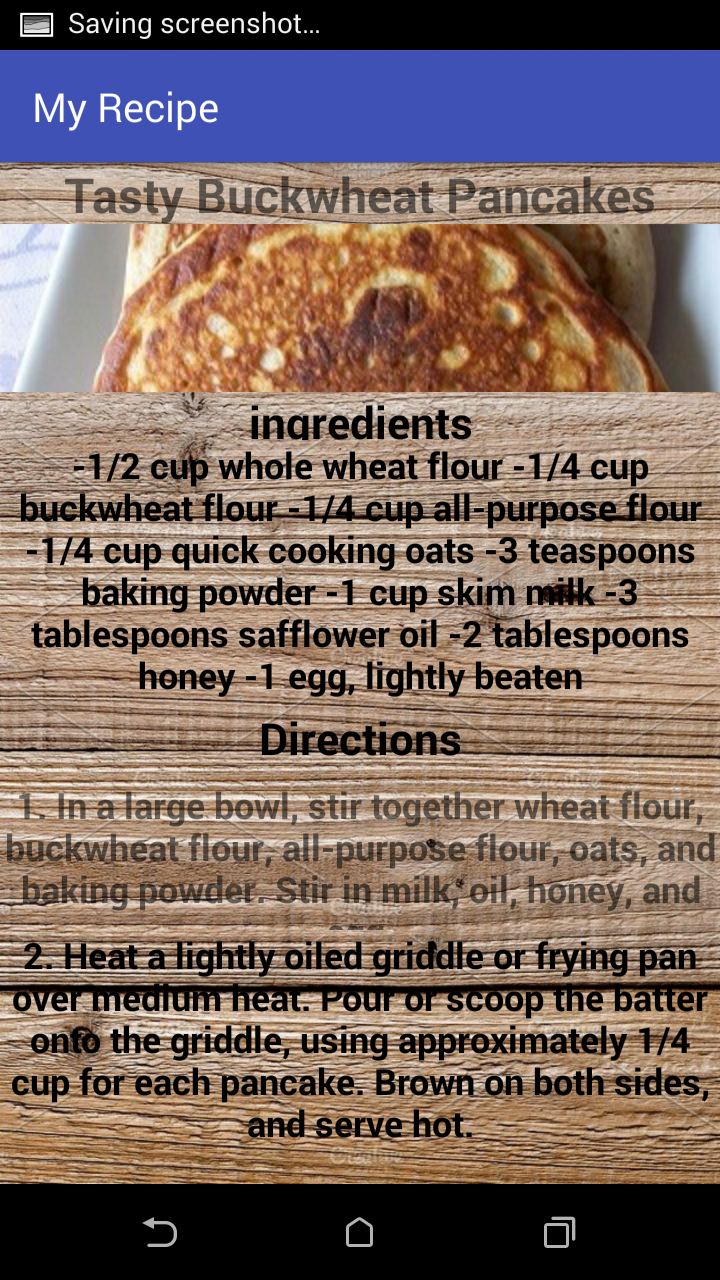 Saving screenshot...
My Recipe
Tasty Buckwheat Pancakes
ingredients
-1/2 cup whole wheat flour -1/4 cup
buckwheat flour -1/4 cup all-purpose flour
-1/4 cup quick cooking oats -3 teaspoons
baking powder -1 cup skim milk -3
tablespoons safflower oil -2 tablespoons
honey -1 egg, lightly beaten
Directions
1. In a large bowl, stir together wheat flour,
buckwheat flour, all-purpose flour, oats, and
baking powder. Stir in milk, oil, honey, and
2. Heat a lightly oiled griddle or frying pan
over medium heat. Pour or scoop the batter
onto the griddle, using approximately 1/4
cup for each pancake. Brown on both sides,
and serve hot.